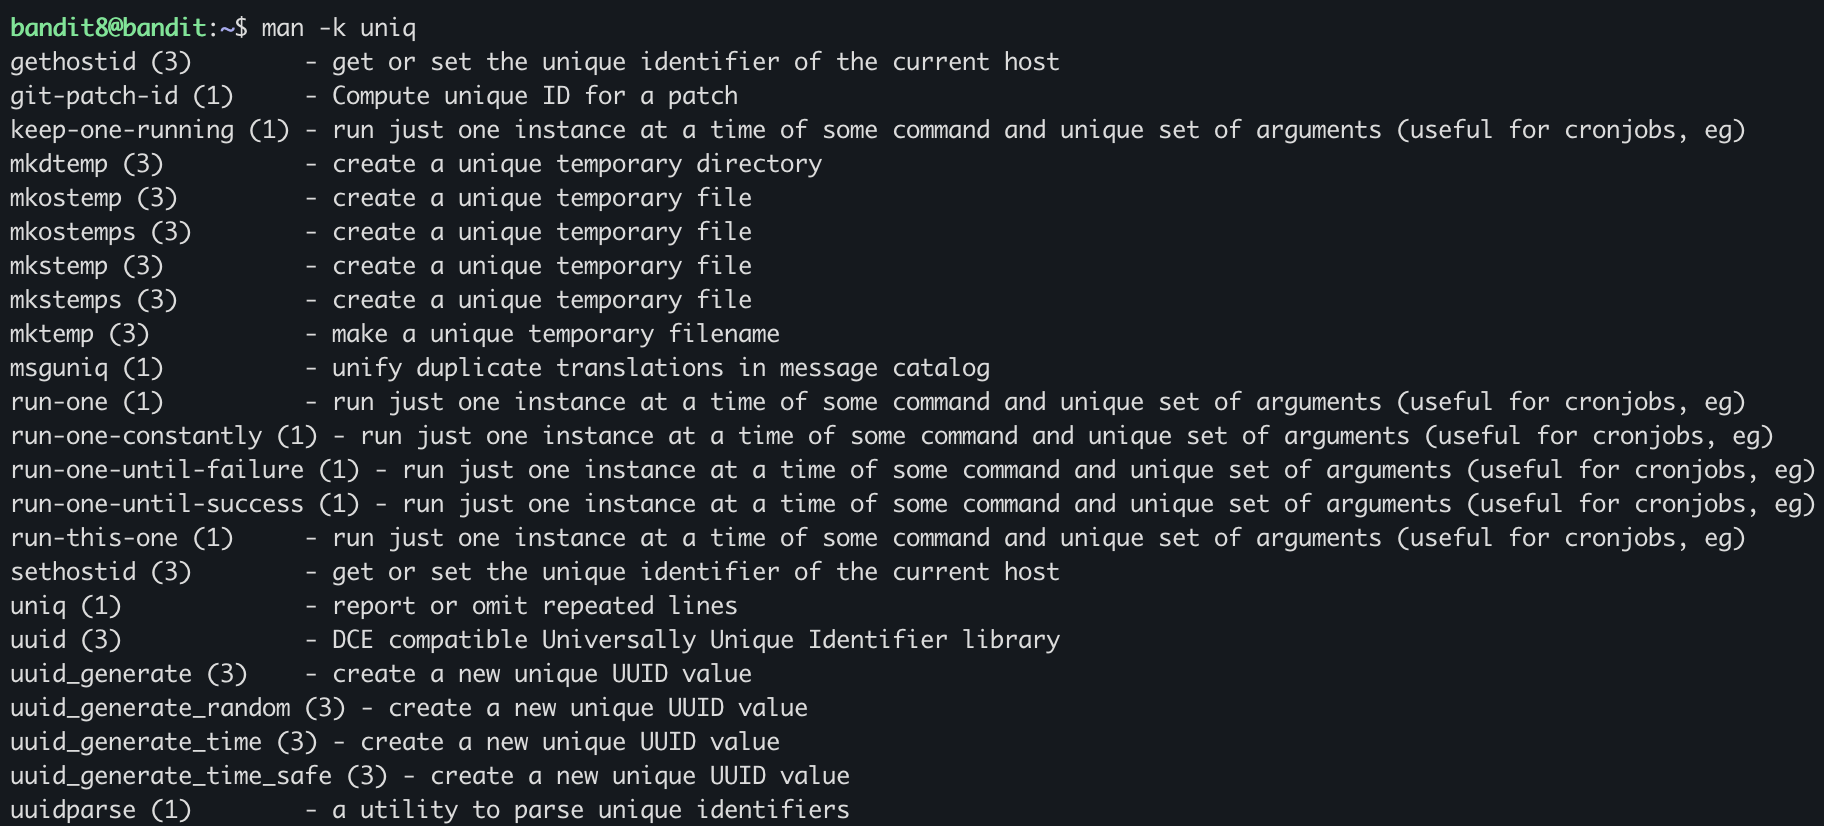 bandit8@bandit:~$ man -k uniq
gethostid (3)        - get or set the unique identifier of the current host
git-patch-id (1)     - Compute unique ID for a patch
keep-one-running (1) - run just one instance at a time of some command and unique set of arguments (useful for cronjobs, eg)
mkdtemp (3)          - create a unique temporary directory
mkostemp (3)         - create a unique temporary file
mkostemps (3)        - create a unique temporary file
mkstemp (3)          - create a unique temporary file
mkstemps (3)         - create a unique temporary file
mktemp (3)           - make a unique temporary filename
msguniq (1)          - unify duplicate translations in message catalog
run-one (1)          - run just one instance at a time of some command and unique set of arguments (useful for cronjobs, eg)
run-one-constantly (1) - run just one instance at a time of some command and unique set of arguments (useful for cronjobs, eg)
run-one-until-failure (1) - run just one instance at a time of some command and unique set of arguments (useful for cronjobs, eg)
run-one-until-success (1) - run just one instance at a time of some command and unique set of arguments (useful for cronjobs, eg)
run-this-one (1)     - run just one instance at a time of some command and unique set of arguments (useful for cronjobs, eg)
sethostid (3)        - get or set the unique identifier of the current host
uniq (1)             - report or omit repeated lines
uuid (3)             - DCE compatible Universally Unique Identifier library
uuid_generate (3)    - create a new unique UUID value
uuid_generate_random (3) - create a new unique UUID value
uuid_generate_time (3) - create a new unique UUID value
uuid_generate_time_safe (3) - create a new unique UUID value
uuidparse (1)        - a utility to parse unique identifiers